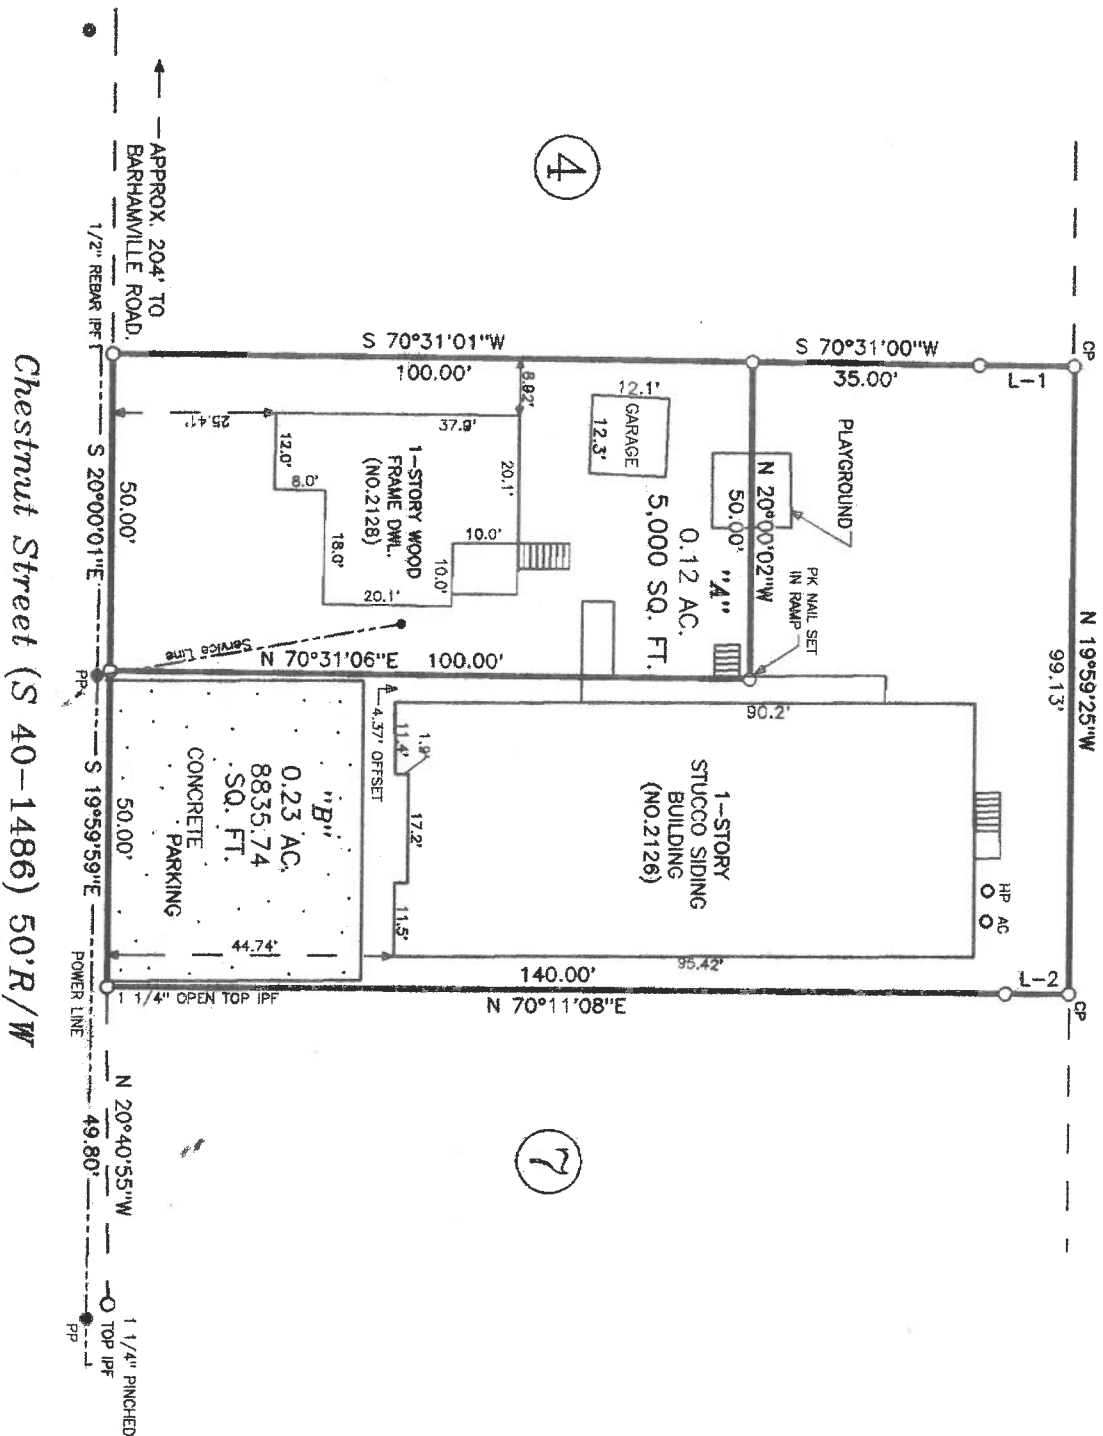 4
APPROX. 204' TO
BARHAMVILLE ROAD.
1/2" REBAR IPF
CP
S 70°31'01"W
100.00'
S 70°31'00"W
35.00'
L-1
N 19°59'25"W
99.13'
PLAYGROUND
N 20°00'02"W
50.00'
PK NAIL SET
IN RAMP
12.1'
GARAGE
12.3'
8.92'
"A"
0.12 AC.
5,000 SQ. FT.
37.8'
20.1'
1-STORY WOOD
FRAME DWL.
(NO.2128)
12.0'
8.0'
18.0'
20.1'
10.0'
10.0'
25.41'
Service Line
N 70°31'06"E
100.00'
S 20°00'01"E
50.00'
PP
4.37' OFFSET
90.2'
11.4'
1.9'
17.2'
11.5'
1-STORY
STUCCO SIDING
BUILDING
(NO.2126)
HP
AC
"B"
0.23 AC.
8835.74
SQ. FT.
CONCRETE
PARKING
44.74'
95.42'
140.00'
N 70°11'08"E
L-2
CP
S 19°59'59"E
50.00'
1 1/4" OPEN TOP IPF
POWER LINE
Chestnut Street (S 40-1486) 50'R/W
7
N 20°40'55"W
49.80'
1 1/4" PINCHED
TOP IPF
PP